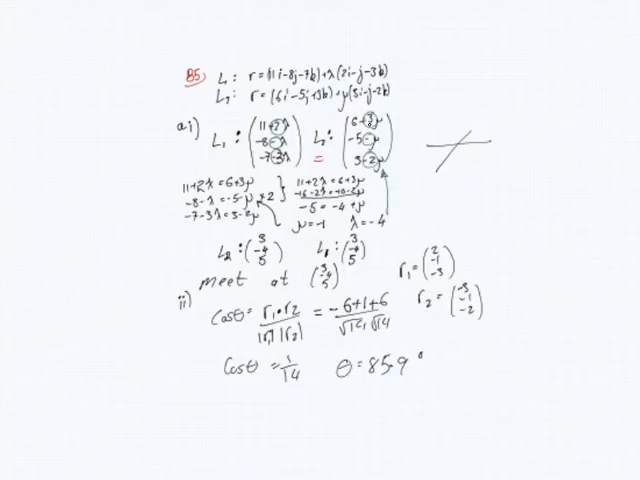 85) L₁: r=(11i-8j-7k)+λ(2i-j-3k)
L₂: r=(6i-5j+3k)+μ(3i-j-2k)
ai) L₁: (11+2λ, -8-λ, -7-3λ) L₂: (6+3μ, -5-μ, 3-2μ)
=
11+2λ=6+3μ
-8-λ=-5-μ ×2
-7-3λ=3-2μ
11+2λ=6+3μ
-16-2λ=-10-2μ
-5=-4+μ
μ=-1 λ=-4
L₂: (3, -4, 5) L₁: (3, -4, 5)
meet at (3, -4, 5)
r₁=(2, -1, -3)
r₂=(-3, -1, -2)
ii) cosθ = r₁•r₂ / |r₁||r₂| = -6+1+6 / √14 √14
cosθ = 1/14 θ=85.9°